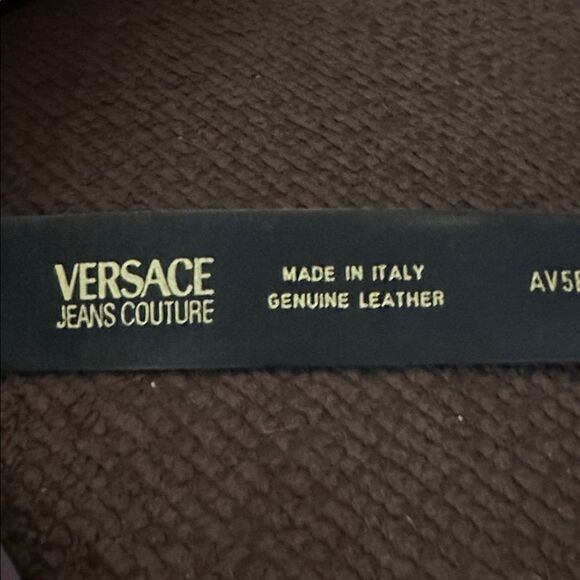 VERSACE
JEANS COUTURE
MADE IN ITALY
GENUINE LEATHER